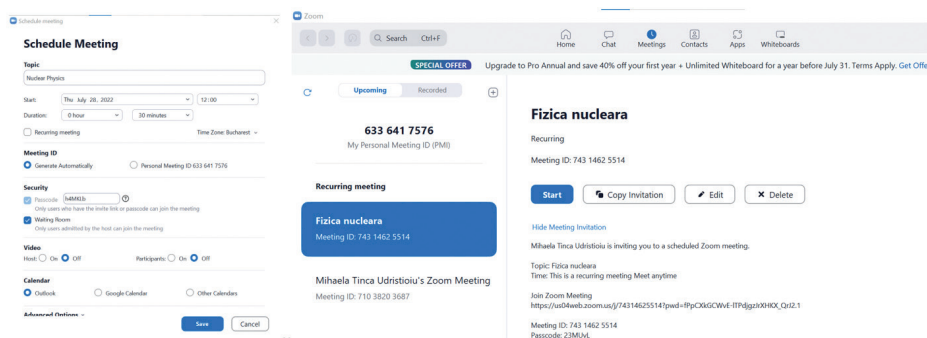 Schedule meeting
Schedule Meeting
Topic
Nuclear Physics
Start: Thu July 28, 2022 12:00
Duration: 0 hour 30 minutes
Recurring meeting Time Zone: Bucharest
Meeting ID
Generate Automatically Personal Meeting ID 633 641 7576
Security
Passcode
Only users who have the invite link or passcode can join the meeting
Waiting Room
Only users admitted by the host can join the meeting
Video
Host: On Off Participants: On Off
Calendar
Outlook Google Calendar Other Calendars
Advanced Options
Save Cancel
Zoom
Search Ctrl+F
Home Chat Meetings Contacts Apps Whiteboards
SPECIAL OFFER Upgrade to Pro Annual and save 40% off your first year + Unlimited Whiteboard for a year before July 31. Terms Apply. Get Offe
Upcoming Recorded
633 641 7576
My Personal Meeting ID (PMI)
Recurring meeting
Fizica nucleara
Meeting ID: 743 1462 5514
Mihaela Tinca Udristioiu's Zoom Meeting
Meeting ID: 710 3820 3687
Fizica nucleara
Recurring
Meeting ID: 743 1462 5514
Start Copy Invitation Edit Delete
Hide Meeting Invitation
Mihaela Tinca Udristioiu is inviting you to a scheduled Zoom meeting.
Topic: Fizica nucleara
Time: This is a recurring meeting Meet anytime
Join Zoom Meeting
Meeting ID: 743 1462 5514
Passcode: 23MUvL